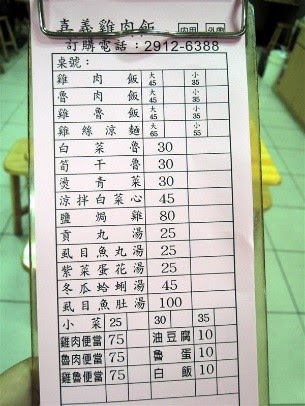 嘉義雞肉飯 內用 外帶
訂購電話：2912-6388
桌號：
雞肉飯 大45 小35
魯肉飯 大45 小35
雞魯飯 大45 小35
雞絲涼麵 大65 小55
白菜魯 30
筍干魯 30
燙青菜 30
涼拌白菜心 45
鹽焗雞 80
貢丸湯 25
虱目魚丸湯 25
紫菜蛋花湯 25
冬瓜蛤蜊湯 45
虱目魚肚湯 100
小菜 25 30 35
雞肉便當 75 油豆腐 10
魯肉便當 75 魯蛋 10
雞魯便當 75 白飯 10